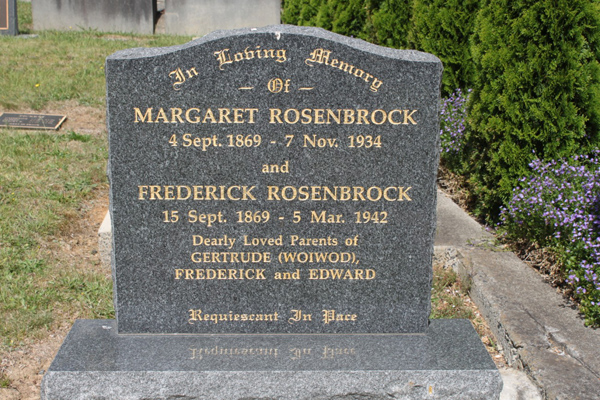 In Loving Memory
— Of —
MARGARET ROSENBROCK
4 Sept. 1869 - 7 Nov. 1934
and
FREDERICK ROSENBROCK
15 Sept. 1869 - 5 Mar. 1942
Dearly Loved Parents of
GERTRUDE (WOIWOD),
FREDERICK and EDWARD
Requiescant In Pace